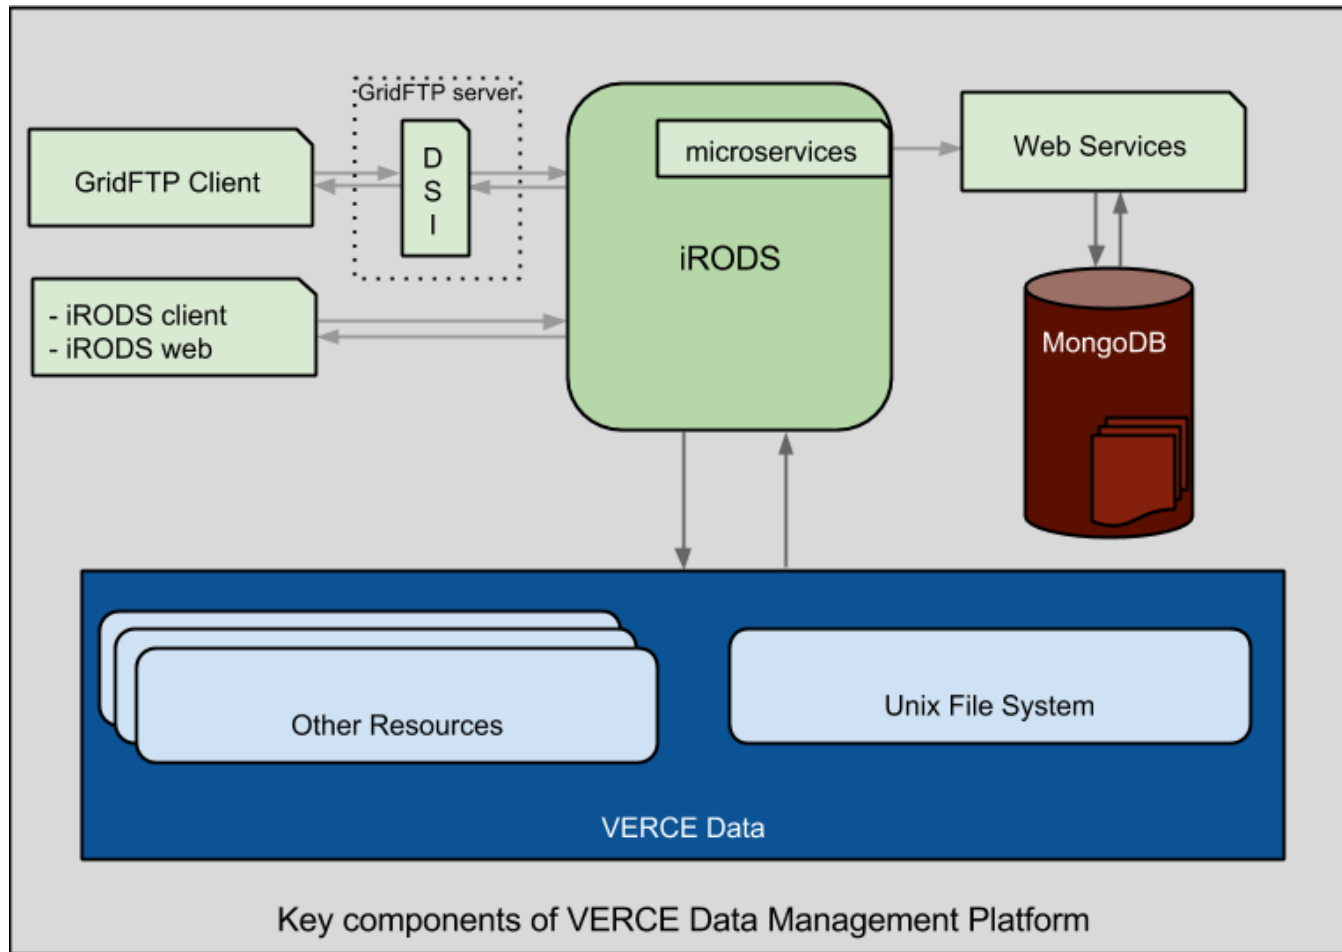 GridFTP server
GridFTP Client
D
S
I
microservices
Web Services
iRODS
- iRODS client
- iRODS web
MongoDB
Other Resources
Unix File System
VERCE Data
Key components of VERCE Data Management Platform